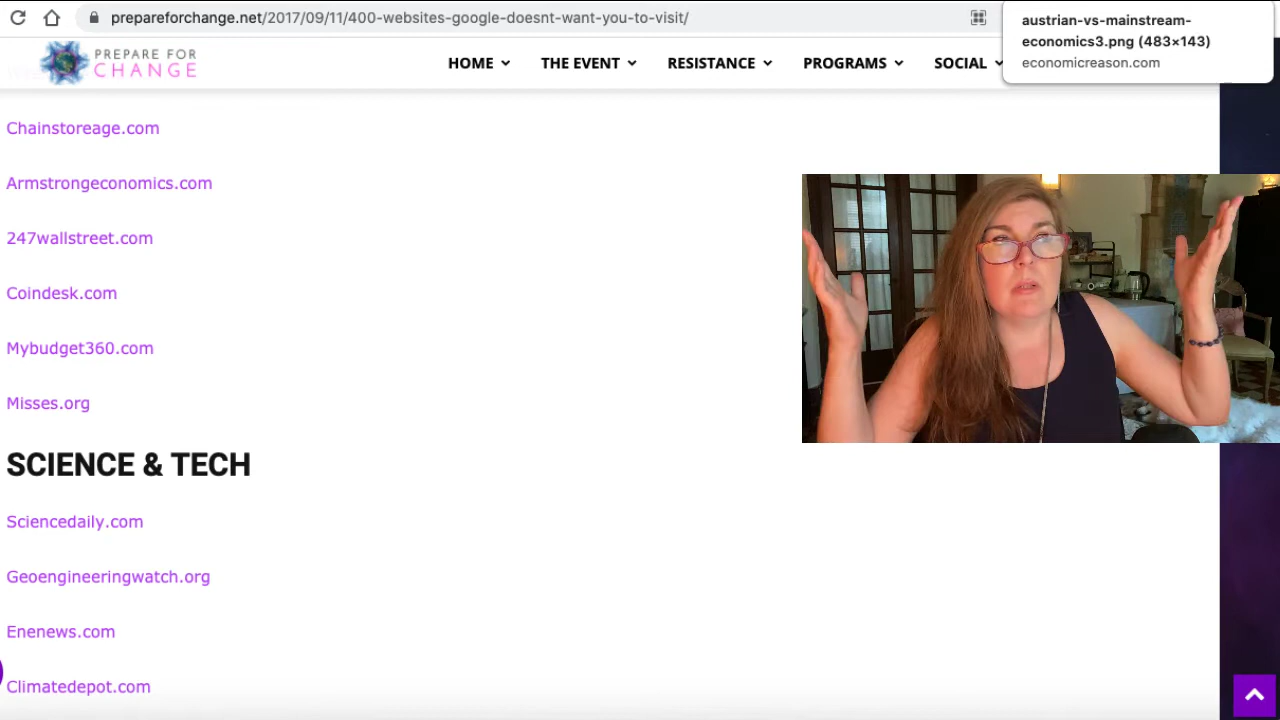 prepareforchange.net/2017/09/11/400-websites-google-doesnt-want-you-to-visit/
austrian-vs-mainstream-
economics3.png (483×143)
economicreason.com
PREPARE FOR
CHANGE
HOME
THE EVENT
RESISTANCE
PROGRAMS
SOCIAL
Chainstoreage.com
Armstrongeconomics.com
247wallstreet.com
Coindesk.com
Mybudget360.com
Misses.org
SCIENCE & TECH
Sciencedaily.com
Geoengineeringwatch.org
Enenews.com
Climatedepot.com